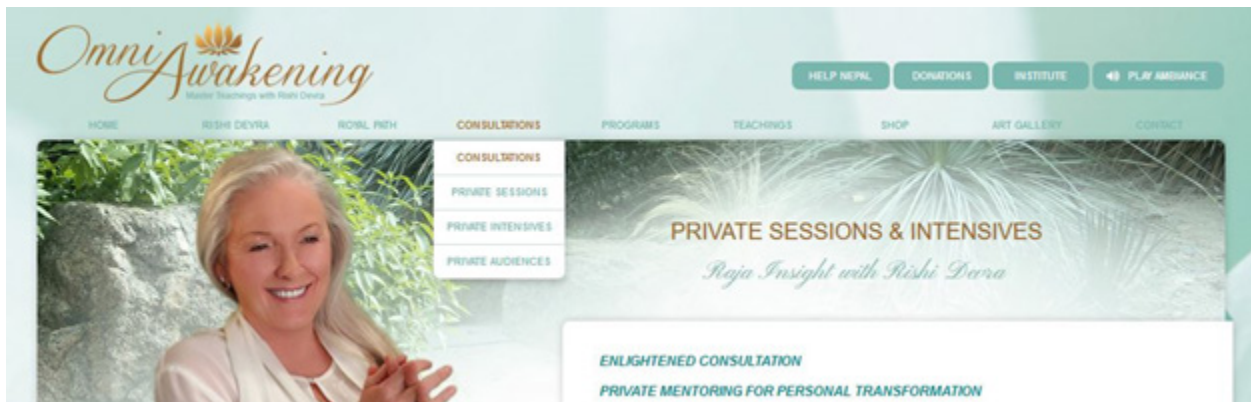 Omni Awakening
Master Teachings with Rishi Devra
HELP NEPAL DONATIONS INSTITUTE PLAY AMBIANCE
HOME RISHI DEVRA ROYAL PATH CONSULTATIONS PROGRAMS TEACHINGS SHOP ART GALLERY CONTACT
CONSULTATIONS
PRIVATE SESSIONS
PRIVATE INTENSIVES
PRIVATE AUDIENCES
PRIVATE SESSIONS & INTENSIVES
Raja Insight with Rishi Devra
ENLIGHTENED CONSULTATION
PRIVATE MENTORING FOR PERSONAL TRANSFORMATION